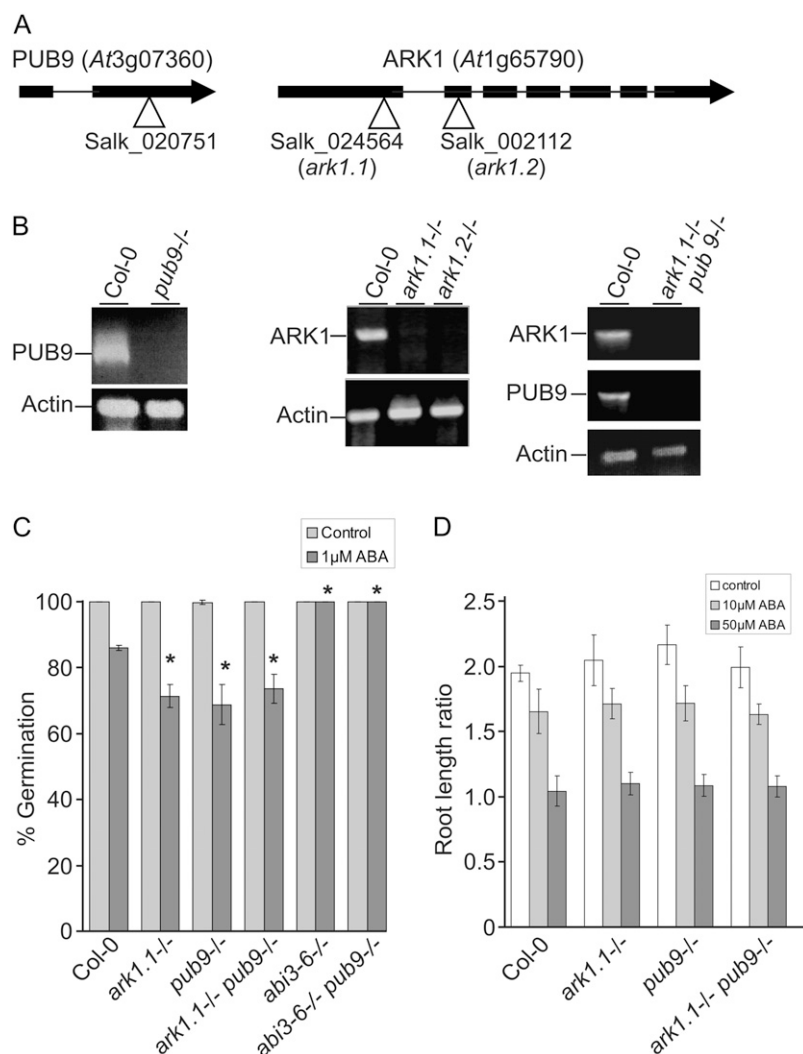 A
PUB9 (At3g07360)
ARK1 (At1g65790)
Salk_020751
Salk_024564
(ark1.1)
Salk_002112
(ark1.2)
B
Col-0
pub9-/-
PUB9
Actin
Col-0
ark1.1-/-
ark1.2-/-
ARK1
Actin
Col-0
ark1.1-/-
pub 9-/-
ARK1
PUB9
Actin
C
Control
1µM ABA
% Germination
100
80
60
40
20
0
* * * * *
Col-0
ark1.1-/-
pub9-/-
ark1.1-/- pub9-/-
abi3-6-/-
abi3-6-/- pub9-/-
D
control
10µM ABA
50µM ABA
Root length ratio
2.5
2.0
1.5
1.0
0.5
0
Col-0
ark1.1-/-
pub9-/-
ark1.1-/- pub9-/-